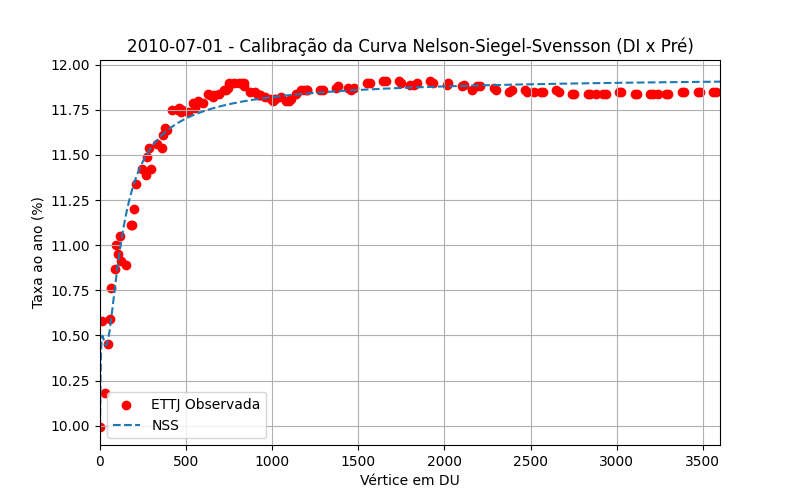 2010-07-01 - Calibração da Curva Nelson-Siegel-Svensson (DI x Pré)
12.00
11.75
11.50
11.25
11.00
10.75
10.50
10.25
10.00
Taxa ao ano (%)
ETTJ Observada
NSS
0 500 1000 1500 2000 2500 3000 3500
Vértice em DU